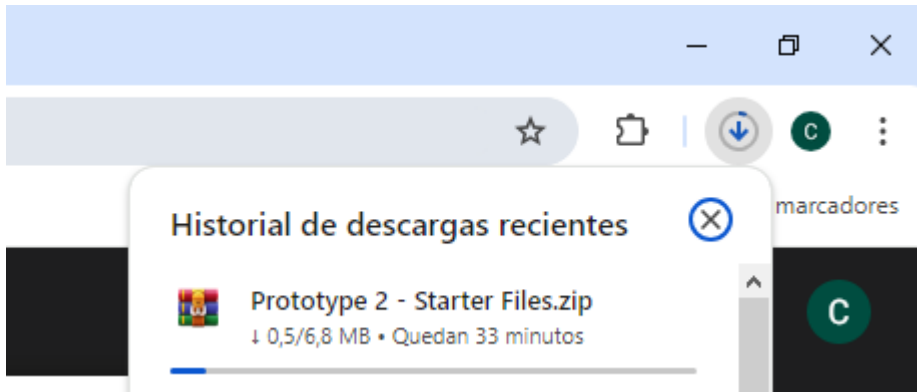 C
marcadores
Historial de descargas recientes
Prototype 2 - Starter Files.zip
↓ 0,5/6,8 MB • Quedan 33 minutos
C